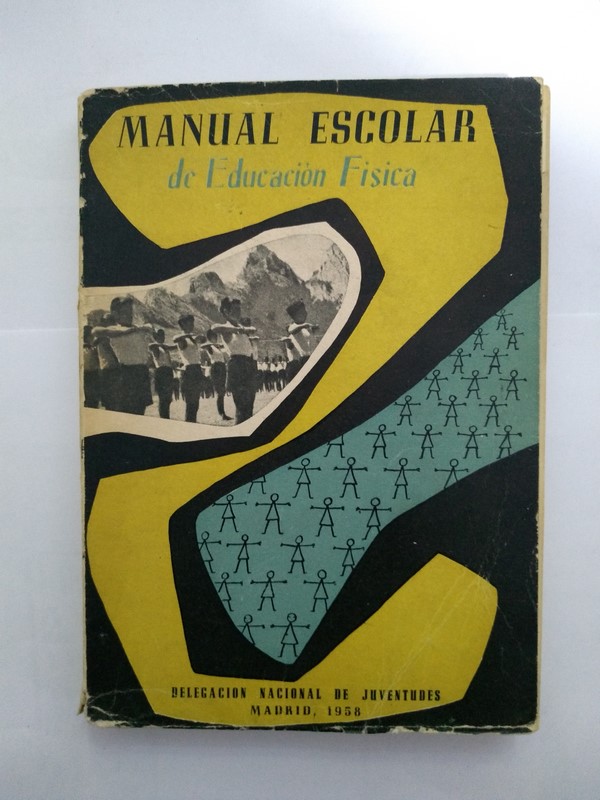 MANUAL ESCOLAR
de Educación Física
DELEGACION NACIONAL DE JUVENTUDES
MADRID, 1958